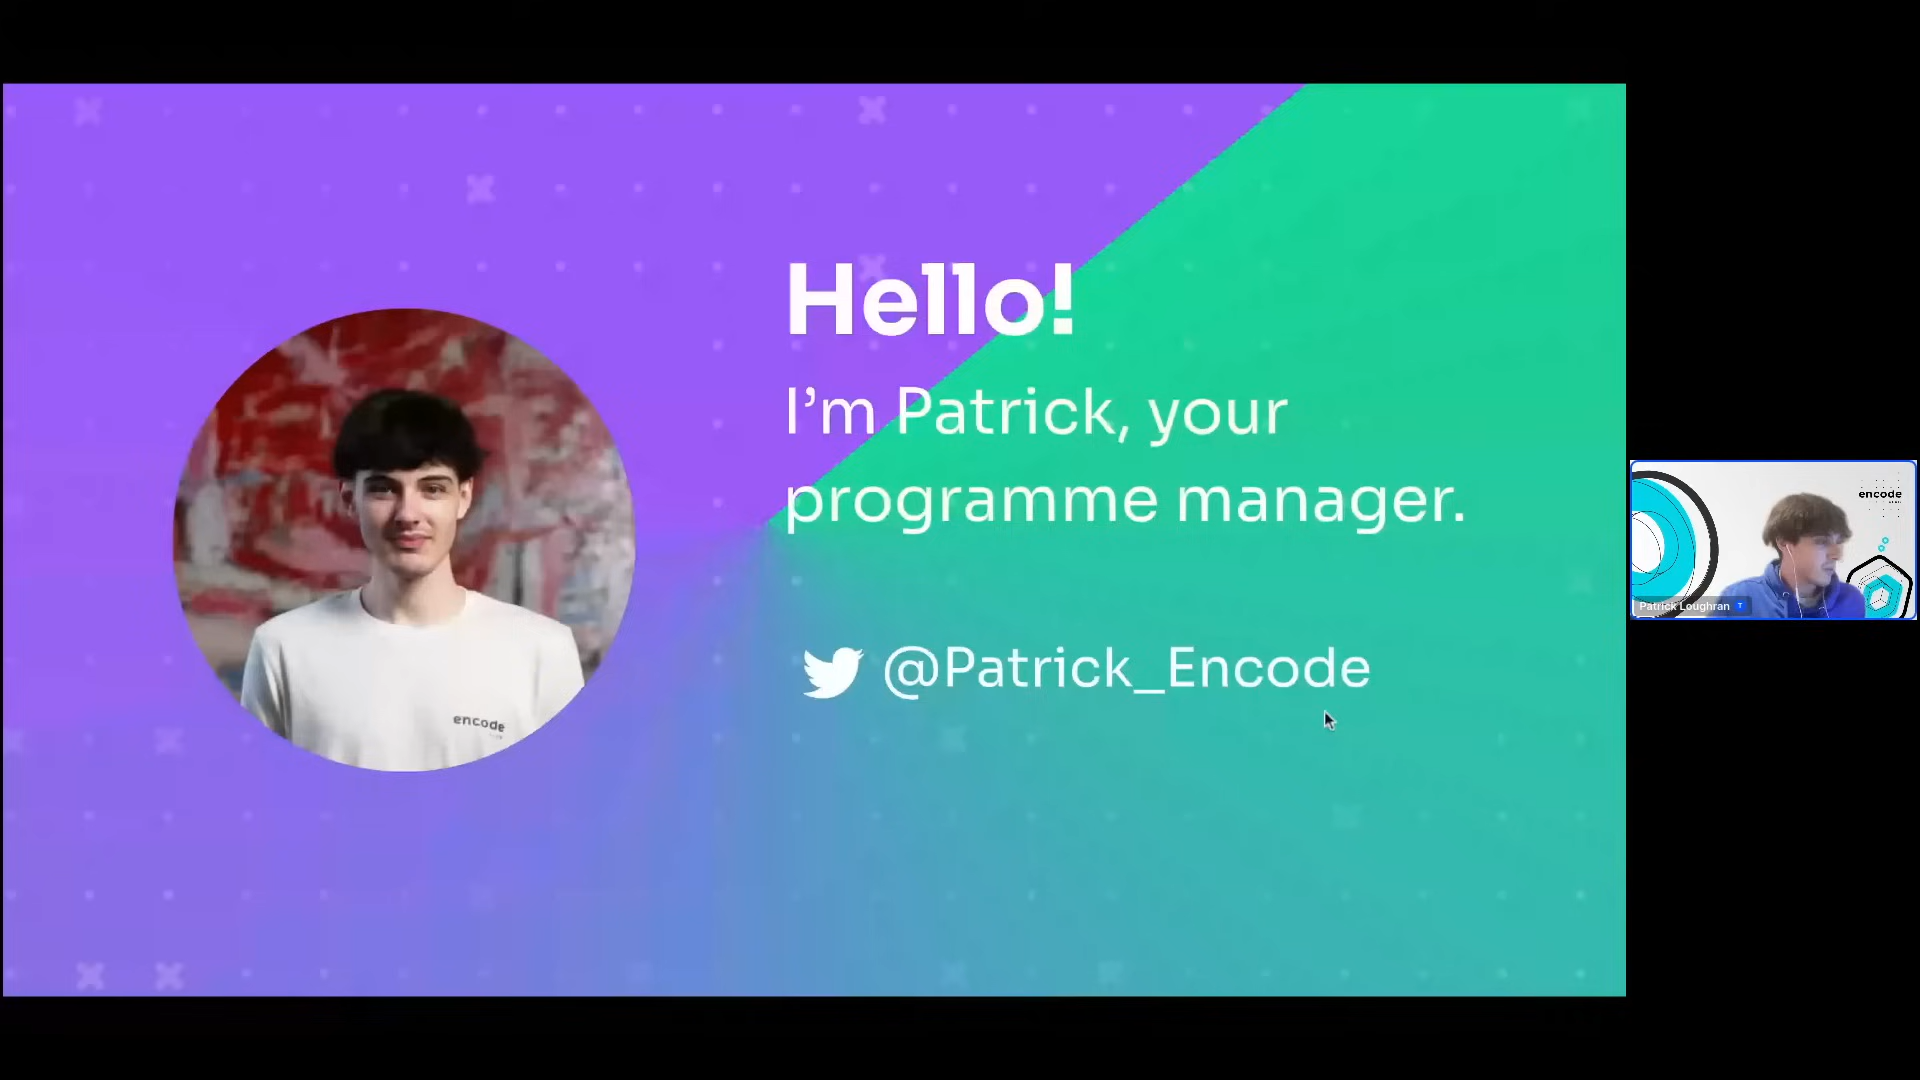 Hello!
I'm Patrick, your
programme manager.
@Patrick_Encode
encode
encode
Patrick Loughran